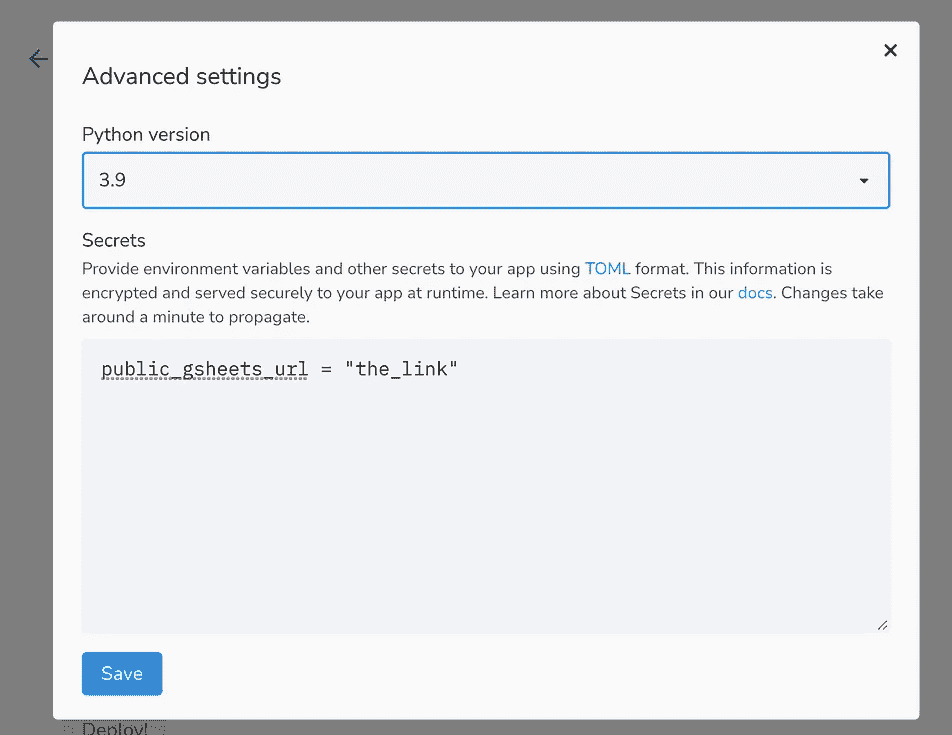 Advanced settings
Python version
3.9
Secrets
Provide environment variables and other secrets to your app using TOML format. This information is
encrypted and served securely to your app at runtime. Learn more about Secrets in our docs. Changes take
around a minute to propagate.
public_gsheets_url = "the_link"
Save
Deploy!